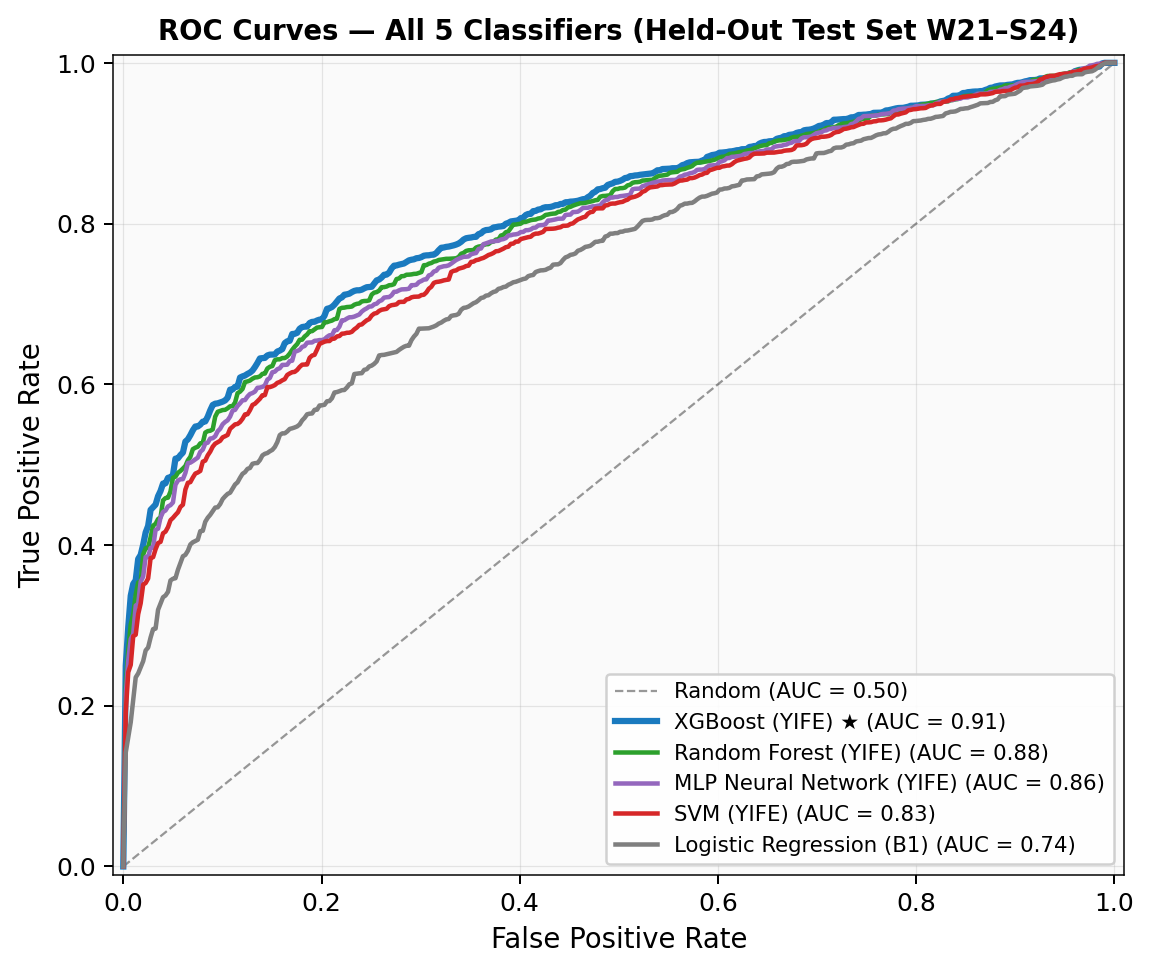 ROC Curves — All 5 Classifiers (Held-Out Test Set W21–S24)
1.0
0.8
0.6
0.4
0.2
0.0
True Positive Rate
Random (AUC = 0.50)
XGBoost (YIFE) ★ (AUC = 0.91)
Random Forest (YIFE) (AUC = 0.88)
MLP Neural Network (YIFE) (AUC = 0.86)
SVM (YIFE) (AUC = 0.83)
Logistic Regression (B1) (AUC = 0.74)
0.0 0.2 0.4 0.6 0.8 1.0
False Positive Rate